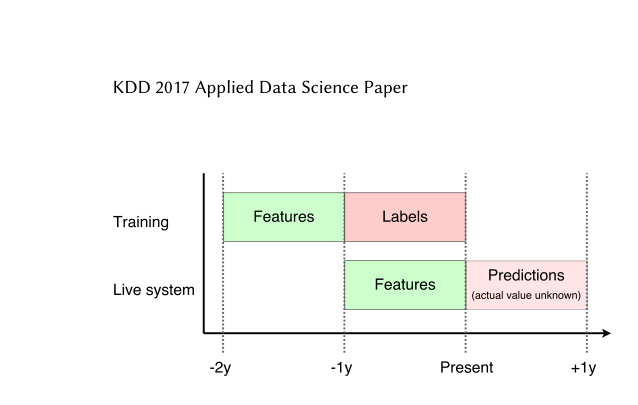 KDD 2017 Applied Data Science Paper
Training
Features
Labels
Live system
Features
Predictions
(actual value unknown)
-2y
-1y
Present
+1y